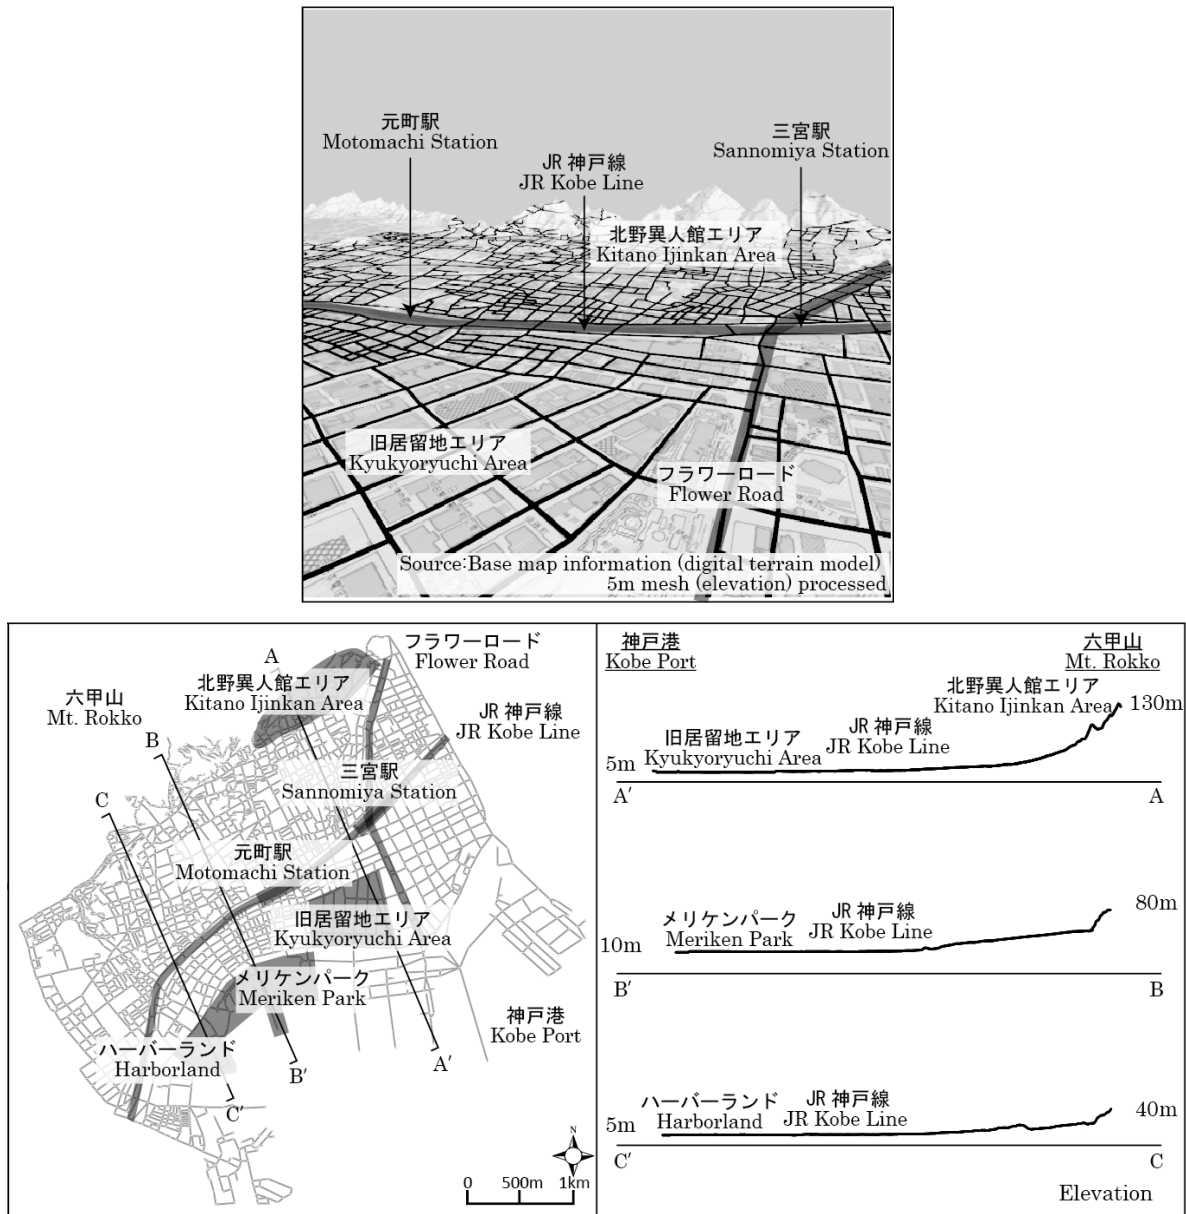 元町駅
Motomachi Station
三宮駅
Sannomiya Station
JR 神戸線
JR Kobe Line
北野異人館エリア
Kitano Ijinkan Area
旧居留地エリア
Kyukyoryuchi Area
フラワーロード
Flower Road
Source:Base map information (digital terrain model)
5m mesh (elevation) processed
フラワーロード
Flower Road
A
北野異人館エリア
Kitano Ijinkan Area
六甲山
Mt. Rokko
JR 神戸線
JR Kobe Line
B
三宮駅
Sannomiya Station
C
元町駅
Motomachi Station
旧居留地エリア
Kyukyoryuchi Area
メリケンパーク
Meriken Park
神戸港
Kobe Port
ハーバーランド
Harborland
A′
B′
C′
N
0 500m 1km
神戸港
Kobe Port
六甲山
Mt. Rokko
北野異人館エリア
Kitano Ijinkan Area
130m
旧居留地エリア
Kyukyoryuchi Area
JR 神戸線
JR Kobe Line
5m
A′
A
メリケンパーク
Meriken Park
JR 神戸線
JR Kobe Line
80m
10m
B′
B
ハーバーランド
Harborland
JR 神戸線
JR Kobe Line
40m
5m
C′
C
Elevation